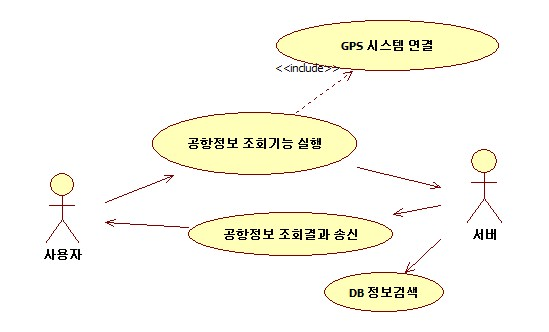 GPS 시스템 연결
<<include>>
공항정보 조회기능 실행
사용자
공항정보 조회결과 송신
서버
DB 정보검색